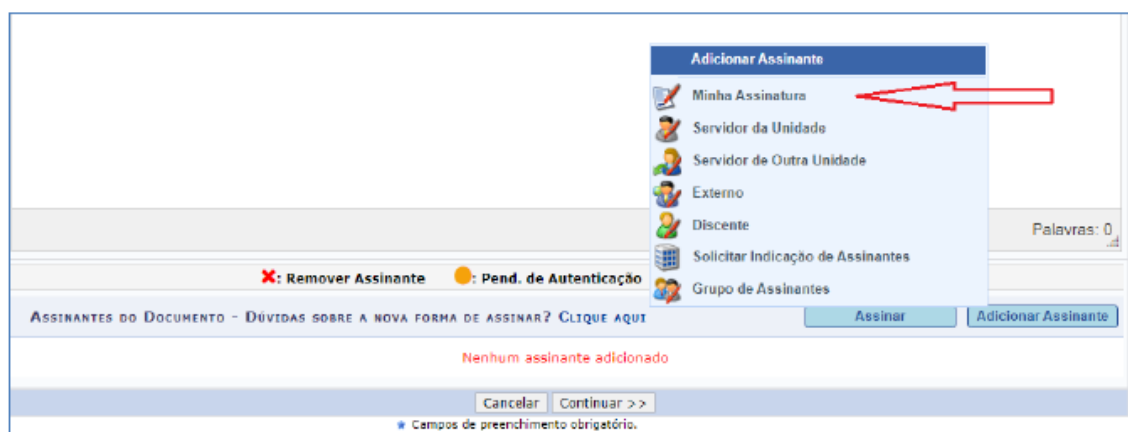 Adicionar Assinante
Minha Assinatura
Servidor da Unidade
Servidor de Outra Unidade
Externo
Discente
Solicitar Indicação de Assinantes
Grupo de Assinantes
Palavras: 0
: Remover Assinante : Pend. de Autenticação
Assinantes do Documento - Dúvidas sobre a nova forma de assinar? Clique aqui Assinar Adicionar Assinante
Nenhum assinante adicionado
Cancelar Continuar >>
Campos de preenchimento obrigatório.